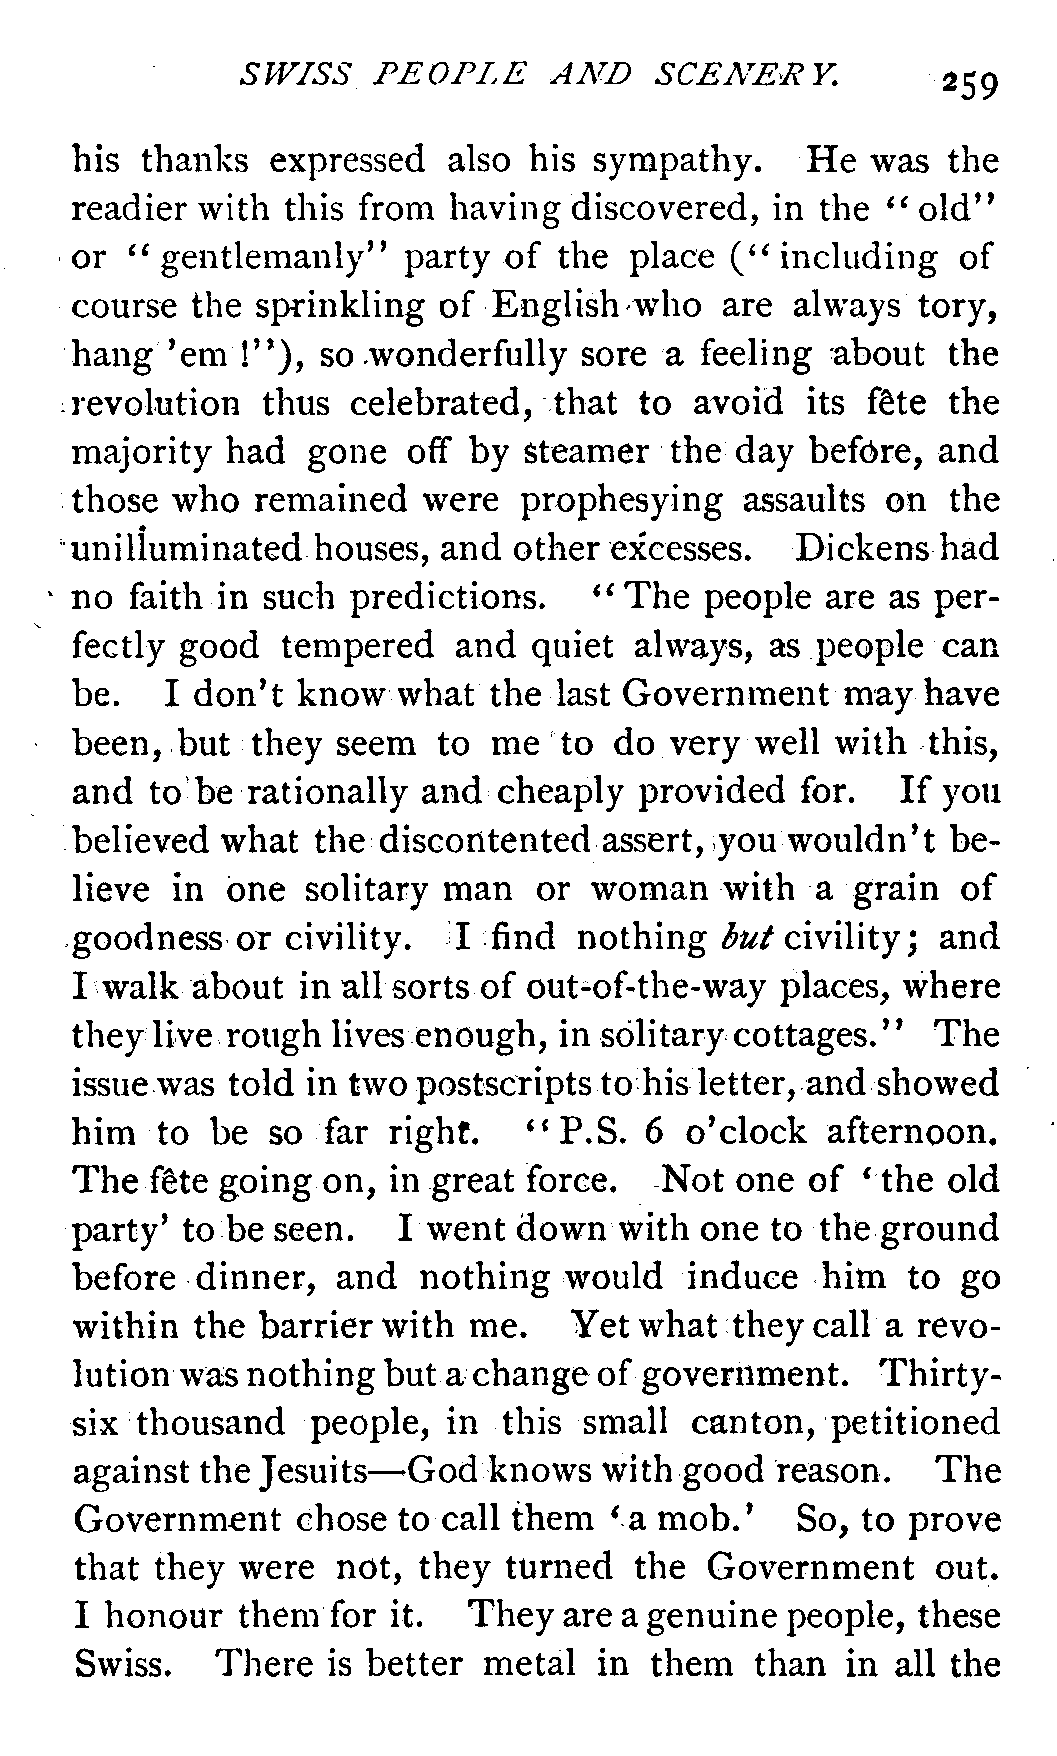 SWISS PEOPLE AND SCENERY. 259
his thanks expressed also his sympathy. He was the
readier with this from having discovered, in the “old”
or “gentlemanly” party of the place (“including of
course the sprinkling of English who are always tory,
hang ’em!”), so wonderfully sore a feeling about the
revolution thus celebrated, that to avoid its fête the
majority had gone off by steamer the day before, and
those who remained were prophesying assaults on the
unilluminated houses, and other excesses. Dickens had
no faith in such predictions. “The people are as per-
fectly good tempered and quiet always, as people can
be. I don’t know what the last Government may have
been, but they seem to me to do very well with this,
and to be rationally and cheaply provided for. If you
believed what the discontented assert, you wouldn’t be-
lieve in one solitary man or woman with a grain of
goodness or civility. I find nothing but civility; and
I walk about in all sorts of out-of-the-way places, where
they live rough lives enough, in solitary cottages.” The
issue was told in two postscripts to his letter, and showed
him to be so far right. “P.S. 6 o’clock afternoon.
The fête going on, in great force. Not one of ‘the old
party’ to be seen. I went down with one to the ground
before dinner, and nothing would induce him to go
within the barrier with me. Yet what they call a revo-
lution was nothing but a change of government. Thirty-
six thousand people, in this small canton, petitioned
against the Jesuits—God knows with good reason. The
Government chose to call them ‘a mob.’ So, to prove
that they were not, they turned the Government out.
I honour them for it. They are a genuine people, these
Swiss. There is better metal in them than in all the